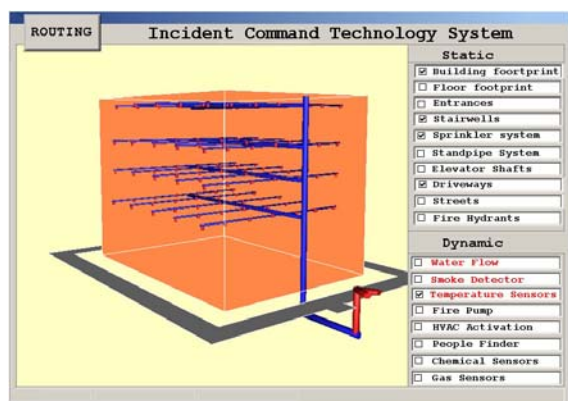 ROUTING
Incident Command Technology System
Static
Building foortprint
Floor footprint
Entrances
Stairwells
Sprinkler system
Standpipe System
Elevator Shafts
Driveways
Streets
Fire Hydrants
Dynamic
Water Flow
Smoke Detector
Temperature Sensors
Fire Pump
HVAC Activation
People Finder
Chemical Sensors
Gas Sensors